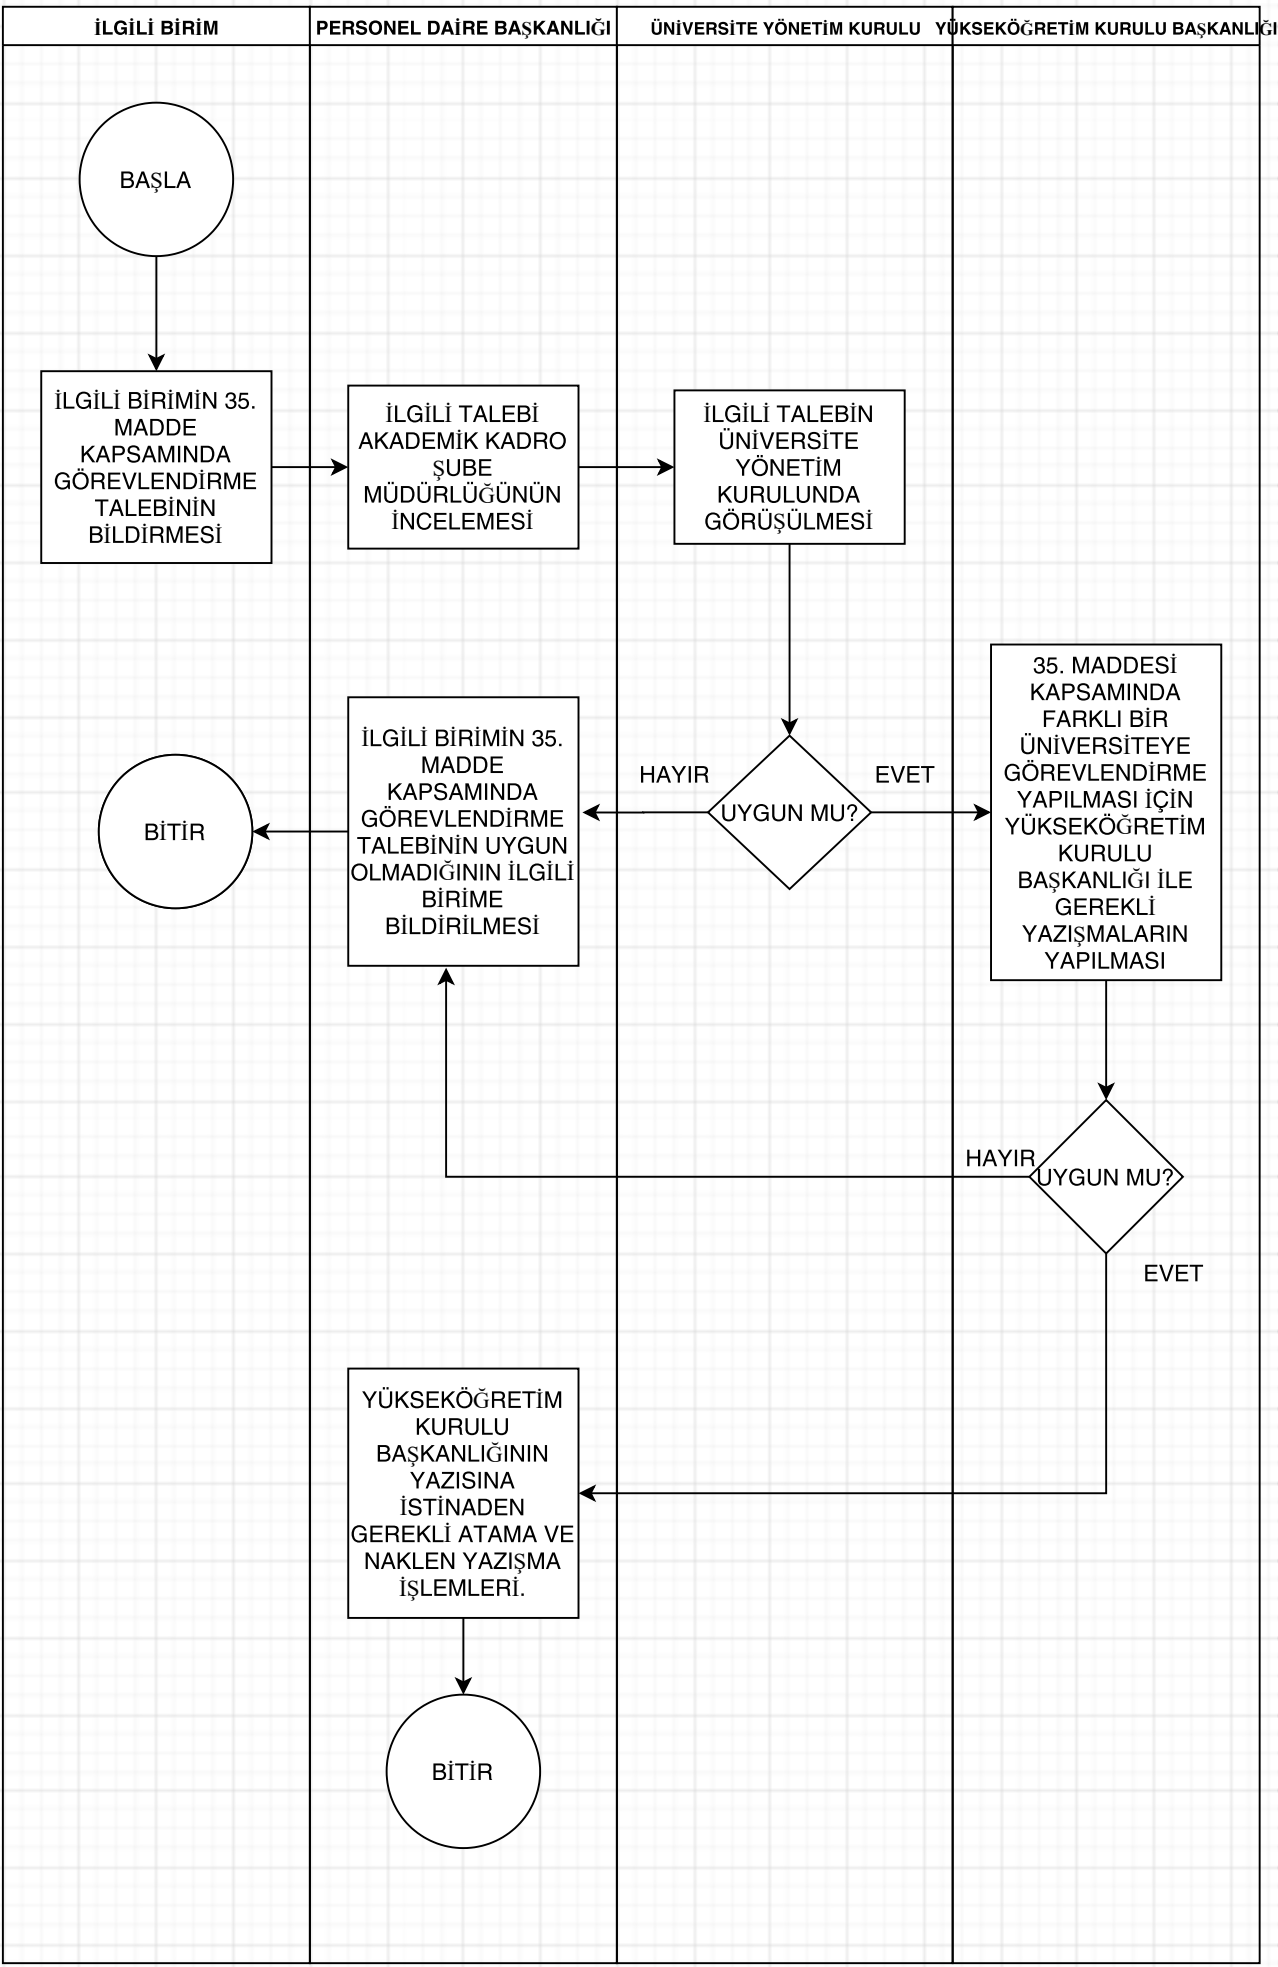 İLGİLİ BİRİM
PERSONEL DAİRE BAŞKANLIĞI
ÜNİVERSİTE YÖNETİM KURULU
YÜKSEKÖĞRETİM KURULU BAŞKANLIĞI
BAŞLA
İLGİLİ BİRİMİN 35.
MADDE
KAPSAMINDA
GÖREVLENDİRME
TALEBİNİN
BİLDİRMESİ
İLGİLİ TALEBİ
AKADEMİK KADRO
ŞUBE
MÜDÜRLÜĞÜNÜN
İNCELEMESİ
İLGİLİ TALEBİN
ÜNİVERSİTE
YÖNETİM
KURULUNDA
GÖRÜŞÜLMESİ
UYGUN MU?
HAYIR
EVET
İLGİLİ BİRİMİN 35.
MADDE
KAPSAMINDA
GÖREVLENDİRME
TALEBİNİN UYGUN
OLMADIĞININ İLGİLİ
BİRİME
BİLDİRİLMESİ
BİTİR
35. MADDESİ
KAPSAMINDA
FARKLI BİR
ÜNİVERSİTEYE
GÖREVLENDİRME
YAPILMASI İÇİN
YÜKSEKÖĞRETİM
KURULU
BAŞKANLIĞI İLE
GEREKLİ
YAZIŞMALARIN
YAPILMASI
HAYIR
UYGUN MU?
EVET
YÜKSEKÖĞRETİM
KURULU
BAŞKANLIĞININ
YAZISINA
İSTİNADEN
GEREKLİ ATAMA VE
NAKLEN YAZIŞMA
İŞLEMLERİ.
BİTİR